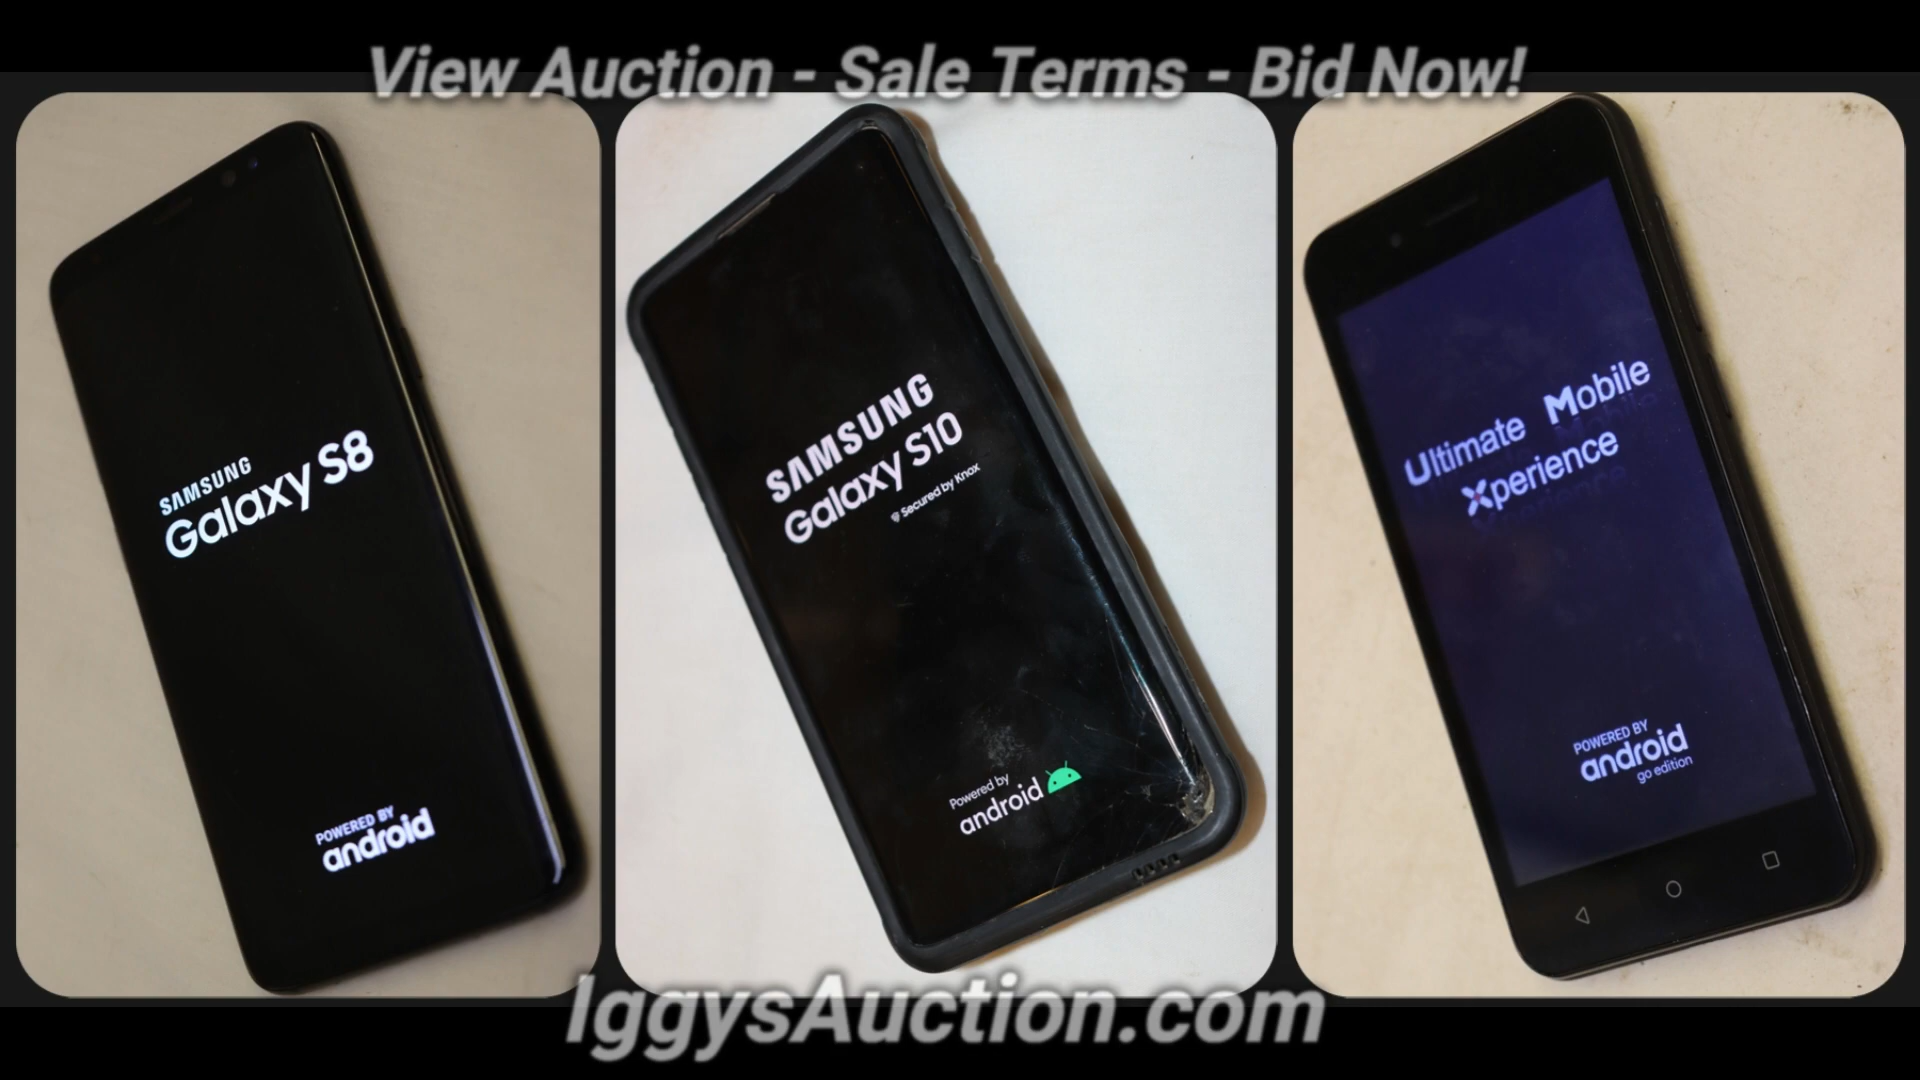 View Auction - Sale Terms - Bid Now!
SAMSUNG
Galaxy S8
POWERED BY
android
SAMSUNG
Galaxy S10
Secured by Knox
Powered by
android
Ultimate Mobile
Xperience
POWERED BY
android
go edition
IggysAuction.com